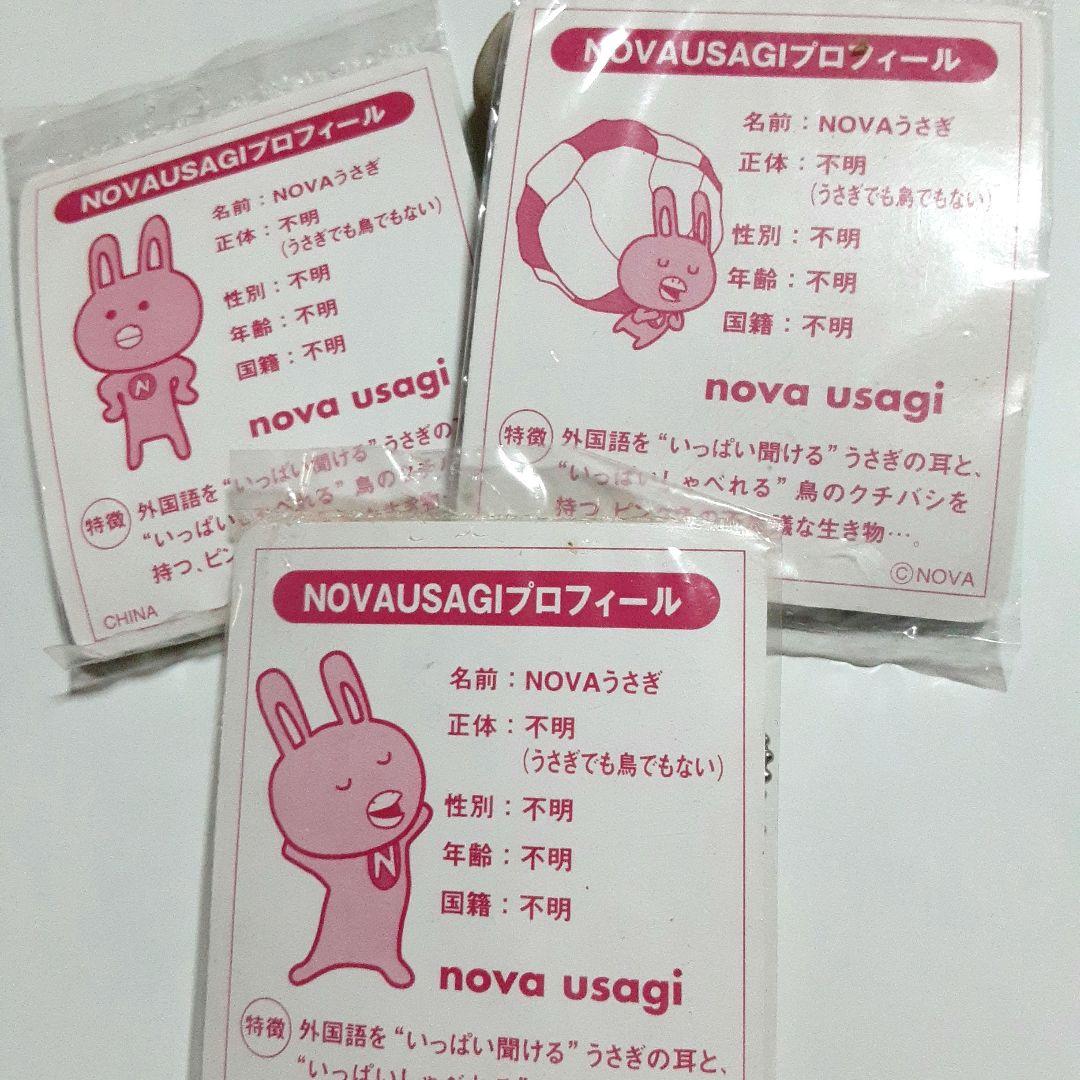 NOVAUSAGIプロフィール
名前：NOVAうさぎ
正体：不明
(うさぎでも鳥でもない)
性別：不明
年齢：不明
国籍：不明
N
nova usagi
特徴 外国語を“いっぱい聞ける”うさぎの
“いっぱい
持つ、ピン
CHINA
NOVAUSAGIプロフィール
名前：NOVAうさぎ
正体：不明
(うさぎでも鳥でもない)
性別：不明
年齢：不明
国籍：不明
nova usagi
特徴 外国語を“いっぱい聞ける”うさぎの耳と、
“いっぱいしゃべれる”鳥のクチバシを
持つ、ピンク色の不思議な生き物…。
©NOVA
NOVAUSAGIプロフィール
名前：NOVAうさぎ
正体：不明
(うさぎでも鳥でもない)
性別：不明
年齢：不明
国籍：不明
N
nova usagi
特徴 外国語を“いっぱい聞ける”うさぎの耳と、
“いっぱいしゃべれる”